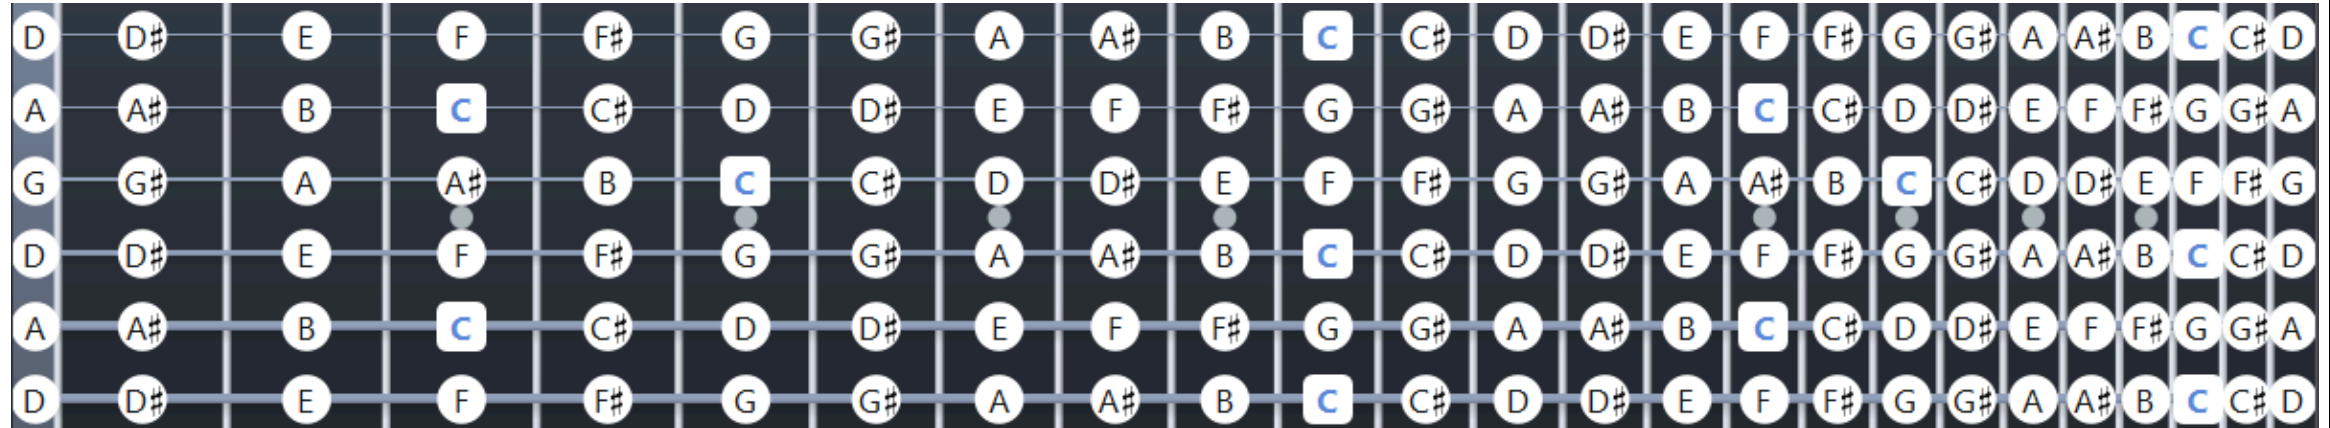 D D♯ E F F♯ G G♯ A A♯ B C C♯ D D♯ E F F♯ G G♯ A A♯ B C C♯ D
A A♯ B C C♯ D D♯ E F F♯ G G♯ A A♯ B C C♯ D D♯ E F F♯ G G♯ A
G G♯ A A♯ B C C♯ D D♯ E F F♯ G G♯ A A♯ B C C♯ D D♯ E F F♯ G
D D♯ E F F♯ G G♯ A A♯ B C C♯ D D♯ E F F♯ G G♯ A A♯ B C C♯ D
A A♯ B C C♯ D D♯ E F F♯ G G♯ A A♯ B C C♯ D D♯ E F F♯ G G♯ A
D D♯ E F F♯ G G♯ A A♯ B C C♯ D D♯ E F F♯ G G♯ A A♯ B C C♯ D